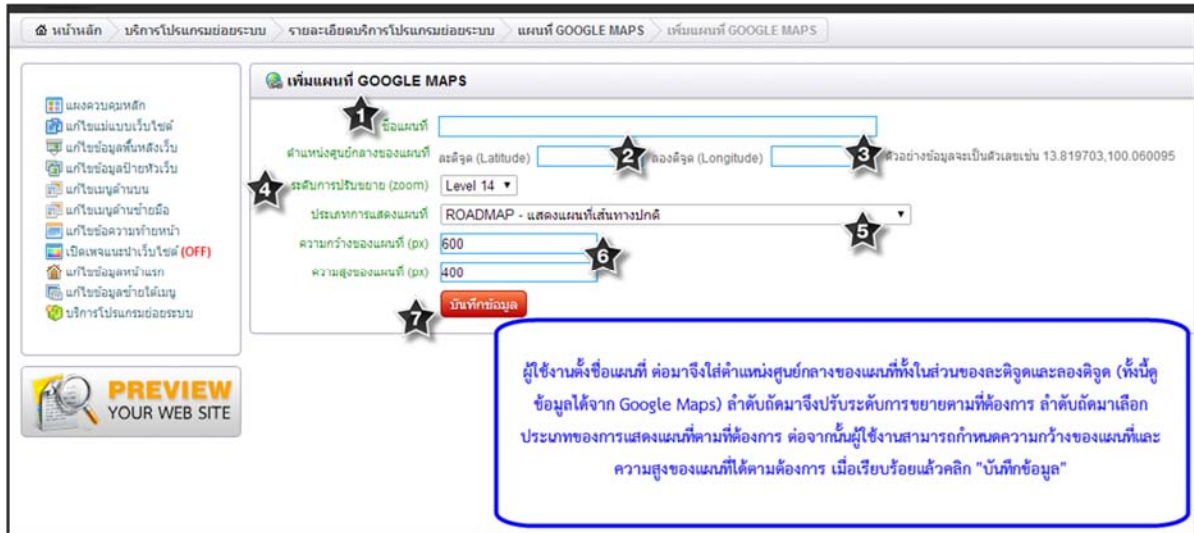 หน้าหลัก บริการโปรแกรมย่อยระบบ รายละเอียดบริการโปรแกรมย่อยระบบ แผนที่ GOOGLE MAPS เพิ่มแผนที่ GOOGLE MAPS
แผงควบคุมหลัก
แก้ไขแม่แบบเว็บไซต์
แก้ไขข้อมูลพื้นหลังเว็บ
แก้ไขข้อมูลป้ายหัวเว็บ
แก้ไขเมนูด้านบน
แก้ไขเมนูด้านซ้ายมือ
แก้ไขข้อความท้ายหน้า
เปิดเพจแนะนำเว็บไซต์ (OFF)
แก้ไขข้อมูลหน้าแรก
แก้ไขข้อมูลซ้ายใต้เมนู
บริการโปรแกรมย่อยระบบ
PREVIEW
YOUR WEB SITE
เพิ่มแผนที่ GOOGLE MAPS
1 ชื่อแผนที่
ตำแหน่งศูนย์กลางของแผนที่ ละติจูด (Latitude) 2 ลองติจูด (Longitude) 3 ตัวอย่างข้อมูลจะเป็นตัวเลขเช่น 13.819703,100.060095
4 ระดับการปรับขยาย (zoom) Level 14
ประเภทการแสดงแผนที่ ROADMAP - แสดงแผนที่เส้นทางปกติ 5
ความกว้างของแผนที่ (px) 600 6
ความสูงของแผนที่ (px) 400
7 บันทึกข้อมูล
ผู้ใช้งานตั้งชื่อแผนที่ ต่อมาจึงใส่ตำแหน่งศูนย์กลางของแผนที่ทั้งในส่วนของละติจูดและลองติจูด (ทั้งนี้ดู
ข้อมูลได้จาก Google Maps) ลำดับถัดมาจึงปรับระดับการขยายตามที่ต้องการ ลำดับถัดมาเลือก
ประเภทของการแสดงแผนที่ตามที่ต้องการ ต่อจากนั้นผู้ใช้งานสามารถกำหนดความกว้างของแผนที่และ
ความสูงของแผนที่ได้ตามต้องการ เมื่อเรียบร้อยแล้วคลิก "บันทึกข้อมูล"